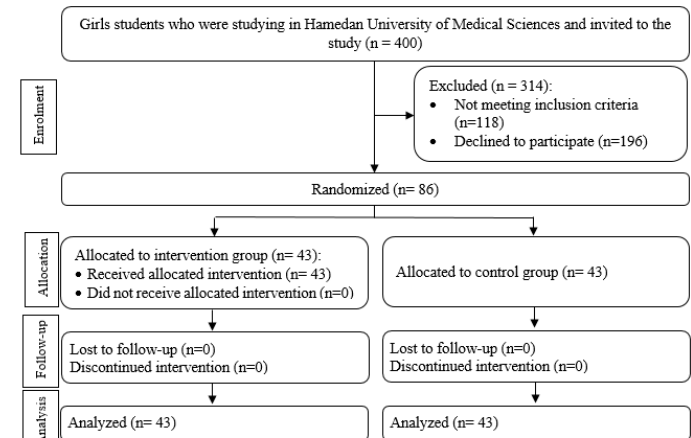 Girls students who were studying in Hamedan University of Medical Sciences and invited to the
study (n = 400)
Enrolment
Excluded (n = 314):
• Not meeting inclusion criteria
(n=118)
• Declined to participate (n=196)
Randomized (n= 86)
Allocation
Allocated to intervention group (n= 43):
• Received allocated intervention (n= 43)
• Did not receive allocated intervention (n=0)
Allocated to control group (n= 43)
Follow-up
Lost to follow-up (n=0)
Discontinued intervention (n=0)
Lost to follow-up (n=0)
Discontinued intervention (n=0)
Analysis
Analyzed (n= 43)
Analyzed (n= 43)